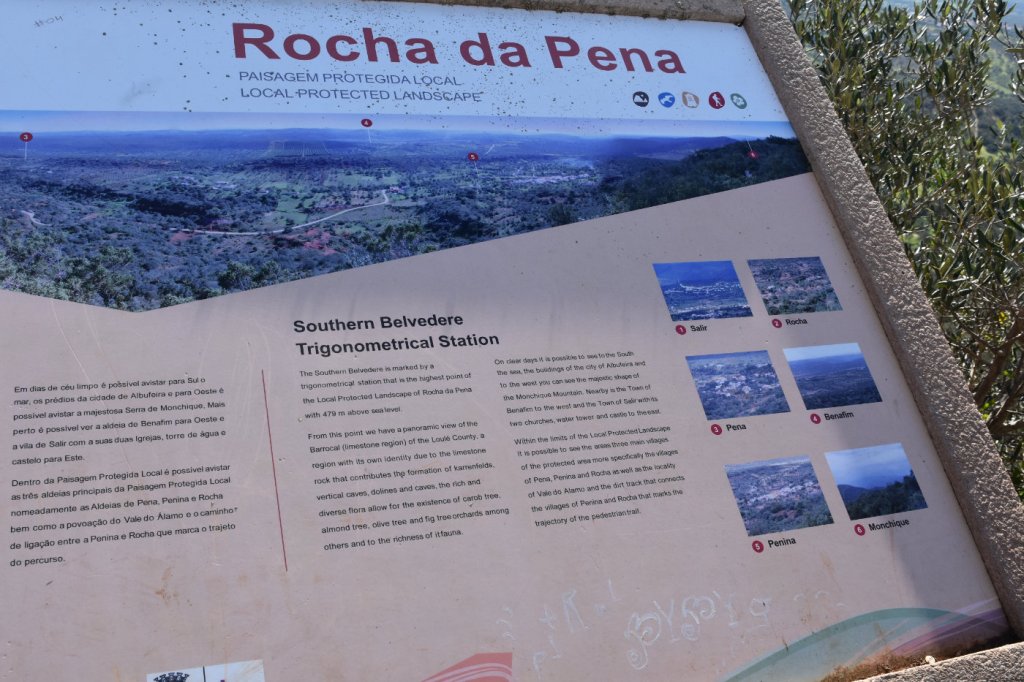 Rocha da Pena
PAISAGEM PROTEGIDA LOCAL
LOCAL PROTECTED LANDSCAPE
3
4
5
Em dias de céu limpo é possivel avistar para Sul o
mar, os prédios da cidade de Albufeira e para Oeste é
possivel avistar a majestosa Serra de Monchique. Mais
perto é possivel ver a aldeia de Benafim para Oeste e
a vila de Salir com a suas duas Igrejas, torre de água e
castelo para Este.
Dentro da Paisagem Protegida Local é possivel avistar
as três aldeias principais da Paisagem Protegida Local
nomeadamente as Aldeias de Pena, Penina e Rocha
bem como a povoação do Vale do Álamo e o caminho
de ligação entre a Penina e Rocha que marca o trajeto
do percurso.
Southern Belvedere
Trigonometrical Station
The Southern Belvedere is marked by a
trigonometrical station that is the highest point of
the Local Protected Landscape of Rocha da Pena
with 479 m above sea level.
From this point we have a panoramic view of the
Barrocal (limestone region) of the Loulé County, a
region with its own identity due to the limestone
rock that contributes the formation of karrenfelds,
vertical caves, dolines and caves, the rich and
diverse flora allow for the existence of carob tree,
almond tree, olive tree and fig tree orchards among
others and to the richness of it fauna.
On clear days it is possible to see to the South
the sea, the buildings of the city of Albufeira and
to the west you can see the majestic shape of
the Monchique Mountain. Nearby is the Town of
Benafim to the west and the Town of Salir with its
two churches, water tower and castle to the east.
Within the limits of the Local Protected Landscape
it is possible to see the areas three main villages
of the protected area more specifically the villages
of Pena, Penina and Rocha as well as the locality
of Vale do Alamo and the dirt track that connects
the villages of Penina and Rocha that marks the
trajectory of the pedestrian trail.
1 Salir
2 Rocha
3 Pena
4 Benafim
5 Penina
6 Monchique